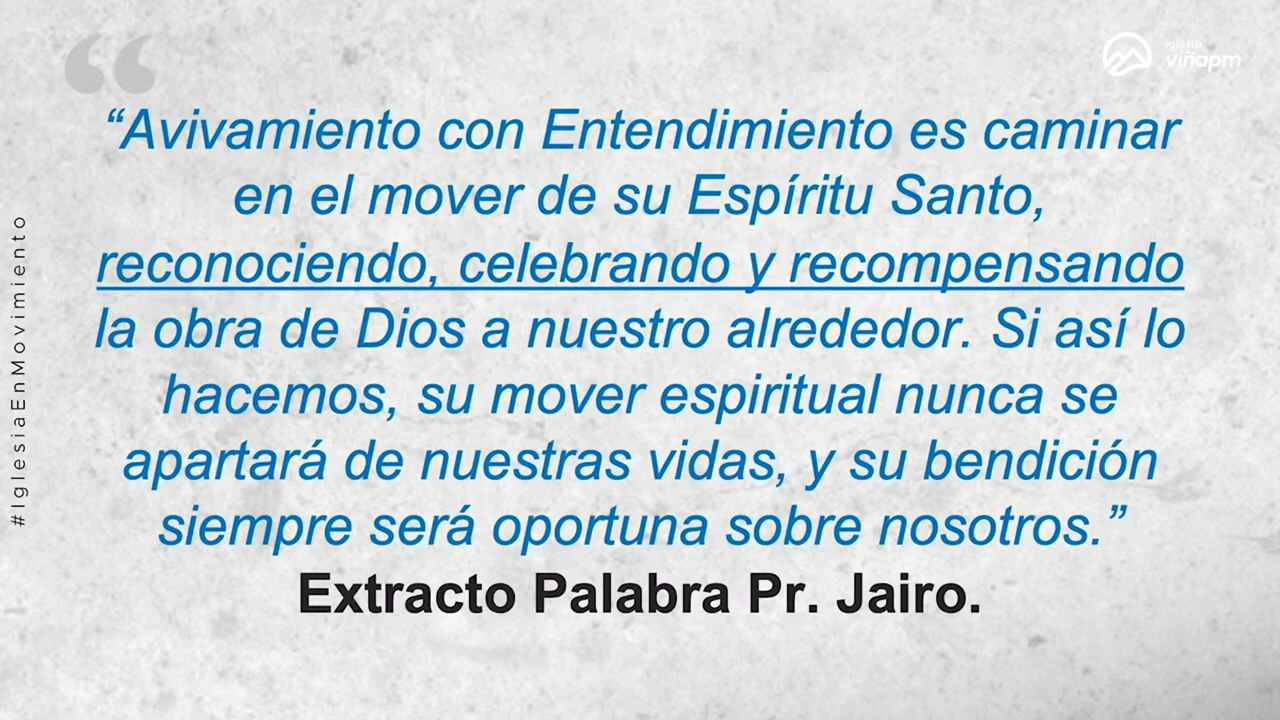 iglesia
viñapm
“Avivamiento con Entendimiento es caminar
en el mover de su Espíritu Santo,
reconociendo, celebrando y recompensando
la obra de Dios a nuestro alrededor. Si así lo
hacemos, su mover espiritual nunca se
apartará de nuestras vidas, y su bendición
siempre será oportuna sobre nosotros.”
Extracto Palabra Pr. Jairo.
#IglesiaEnMovimiento